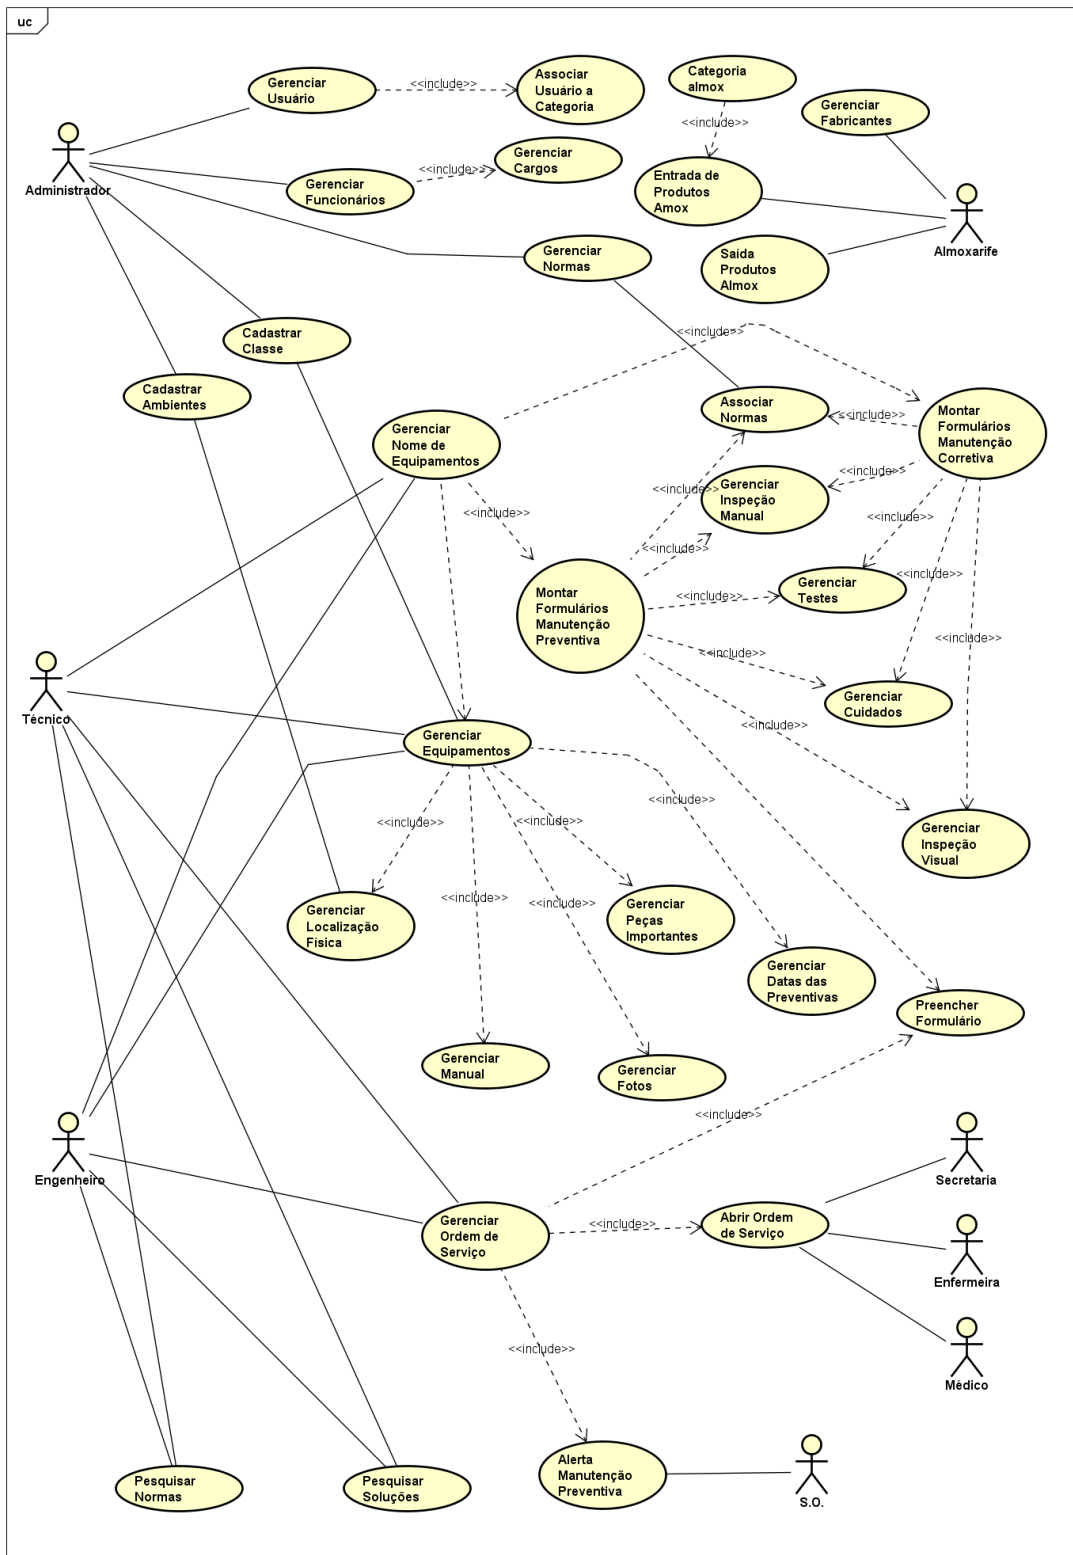 uc
Gerenciar
Usuário
<<include>>
Associar
Usuário a
Categoria
Categoria
almox
Gerenciar
Fabricantes
<<include>>
Administrador
Gerenciar
Funcionários
<<include>>
Gerenciar
Cargos
Entrada de
Produtos
Amox
Almoxarife
Gerenciar
Normas
Saída
Produtos
Almox
Cadastrar
Classe
<<include>>
Cadastrar
Ambientes
Gerenciar
Nome de
Equipamentos
Associar
Normas
<<include>>
Montar
Formulários
Manutenção
Corretiva
<<include>>
<<include>>
<<include>>
Gerenciar
Inspeção
Manual
<<include>>
<<include>>
<<include>>
Montar
Formulários
Manutenção
Preventiva
<<include>>
Gerenciar
Testes
<<include>>
<<include>>
<<include>>
Gerenciar
Cuidados
Técnico
<<include>>
Gerenciar
Equipamentos
<<include>>
<<include>>
<<include>>
<<include>>
Gerenciar
Inspeção
Visual
Gerenciar
Localização
Física
<<include>>
<<include>>
Gerenciar
Peças
Importantes
Gerenciar
Datas das
Preventivas
Preencher
Formulário
Gerenciar
Manual
Gerenciar
Fotos
<<include>>
Engenheiro
Secretaria
Gerenciar
Ordem de
Serviço
<<include>>
Abrir Ordem
de Serviço
Enfermeira
<<include>>
Médico
Pesquisar
Normas
Pesquisar
Soluções
Alerta
Manutenção
Preventiva
S.O.